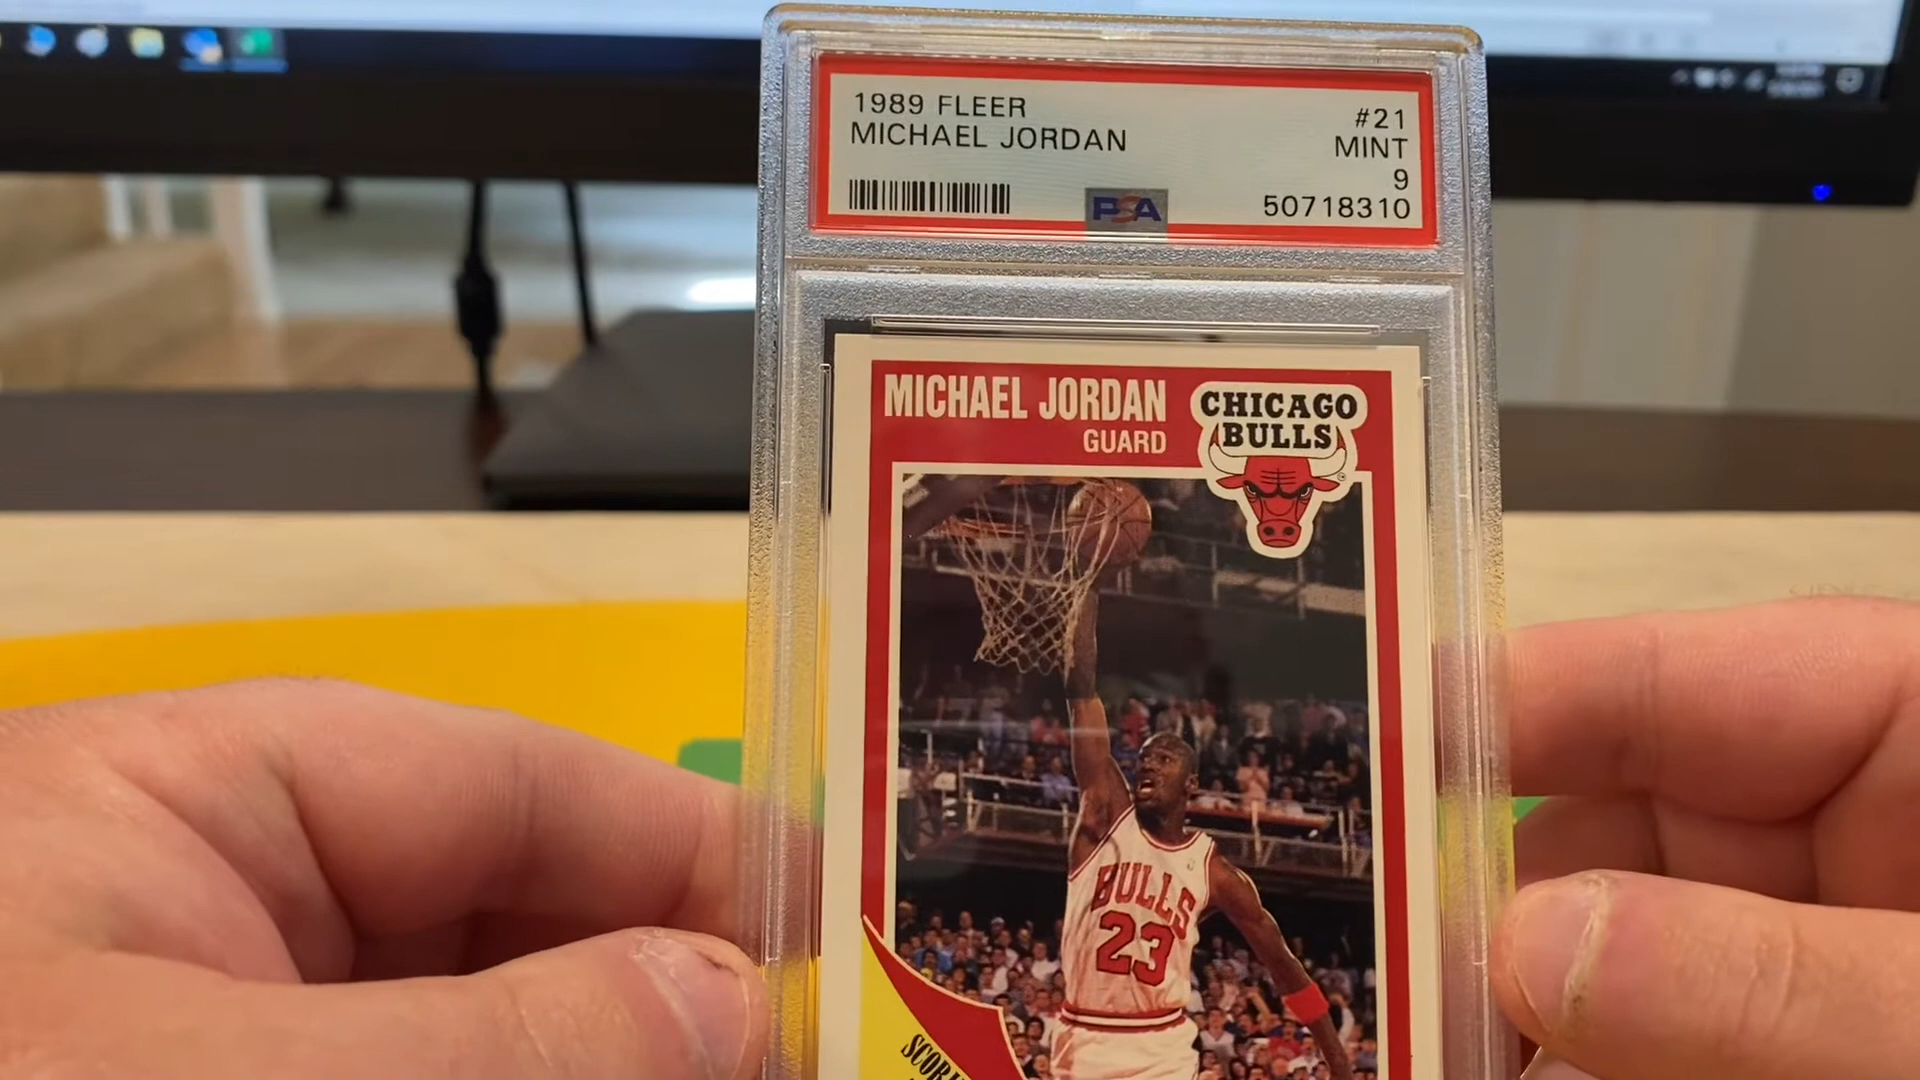 1989 FLEER #21
MICHAEL JORDAN MINT
9
PSA 50718310
MICHAEL JORDAN
GUARD
CHICAGO
BULLS
BULLS
23